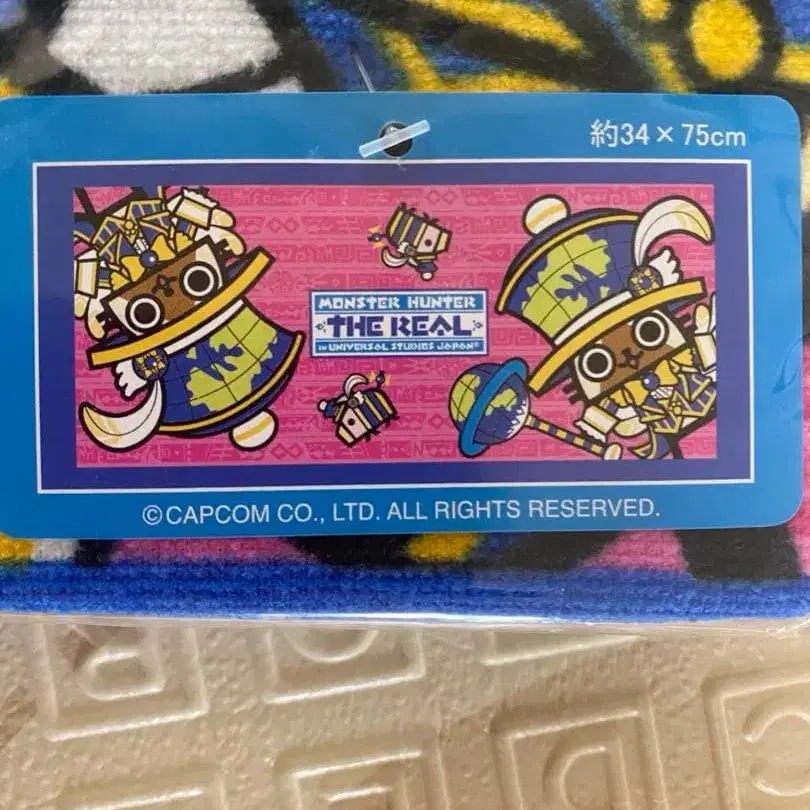 約34×75cm
MONSTER HUNTER
THE REAL
IN UNIVERSAL STUDIOS JAPAN®
©CAPCOM CO., LTD. ALL RIGHTS RESERVED.